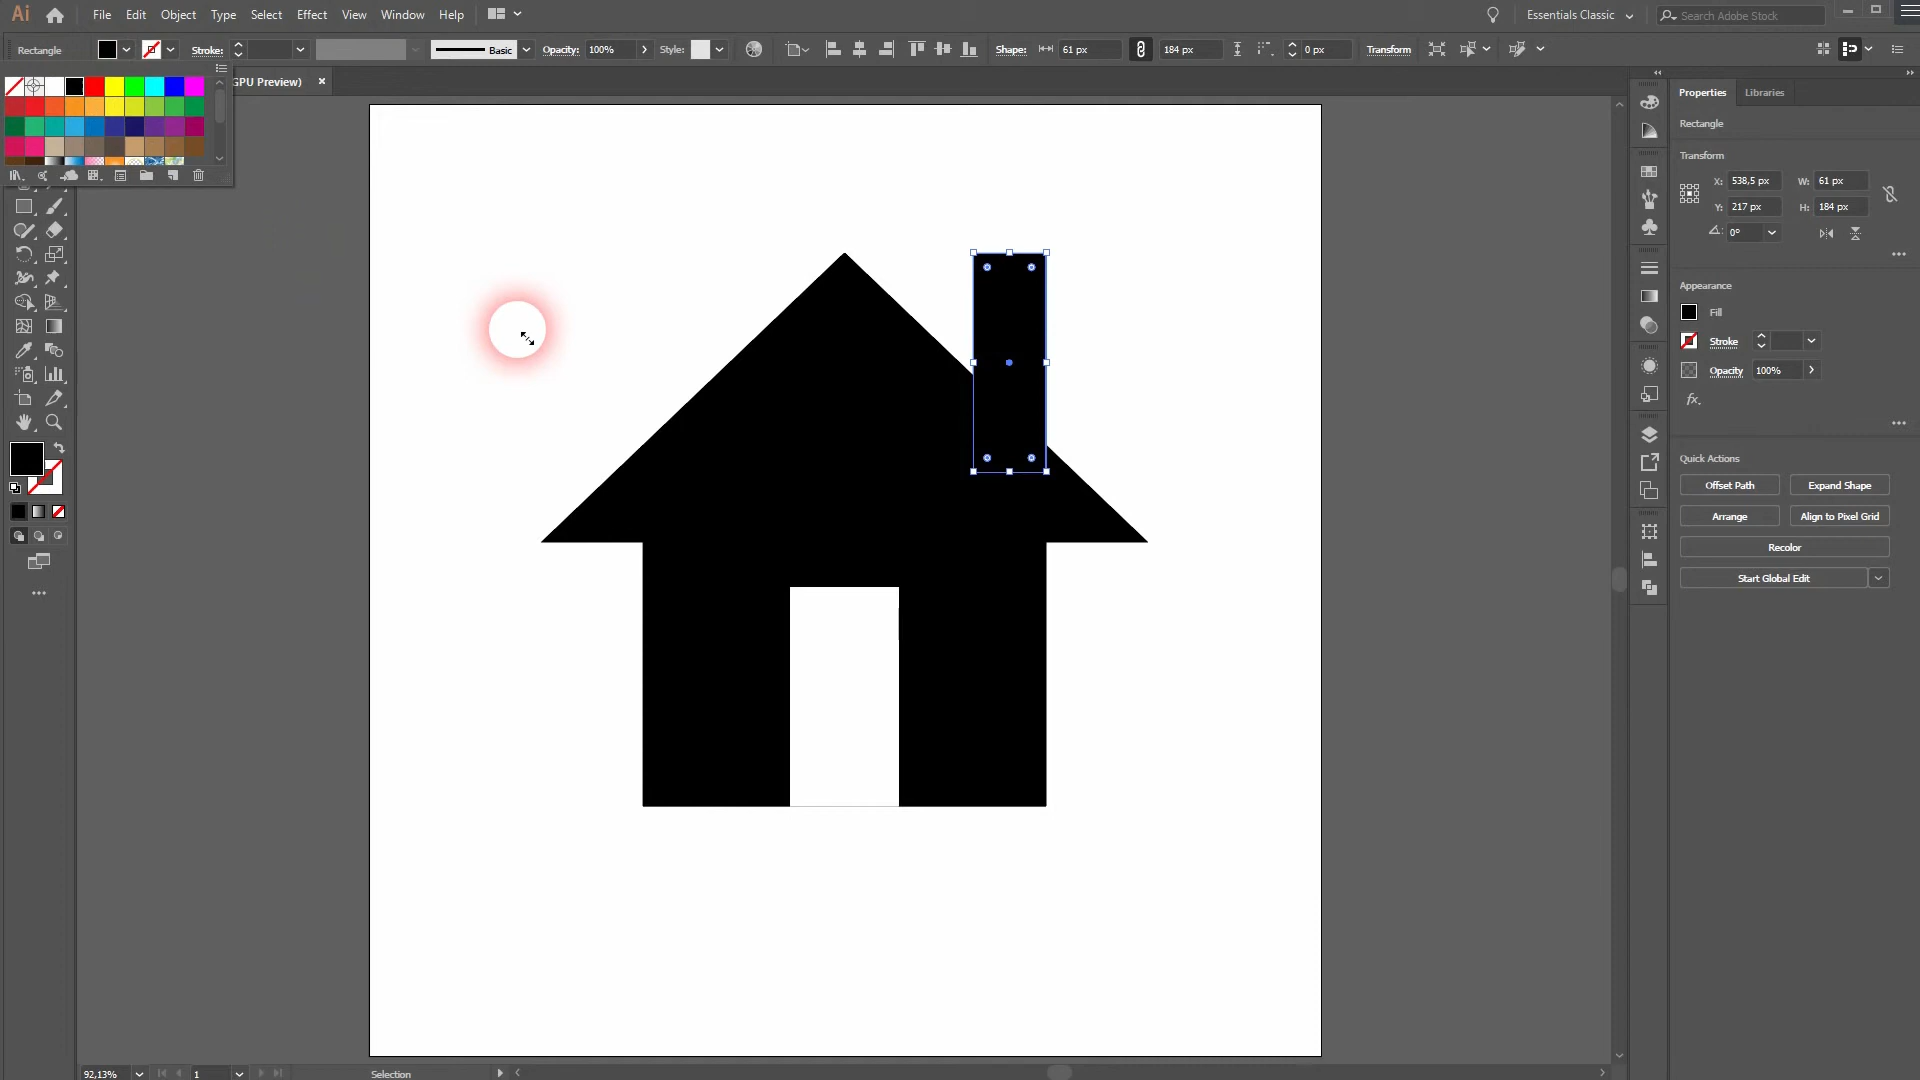 Ai File Edit Object Type Select Effect View Window Help Essentials Classic Search Adobe Stock
Rectangle Stroke: Basic Opacity: 100% Style: Shape: 61 px 184 px 0 px Transform
GPU Preview) ×
Properties Libraries
Rectangle
Transform
X: 538,5 px W: 61 px
Y: 217 px H: 184 px
0°
Appearance
Fill
Stroke
Opacity 100%
fx.
Quick Actions
Offset Path Expand Shape
Arrange Align to Pixel Grid
Recolor
Start Global Edit
92,13% 1 Selection